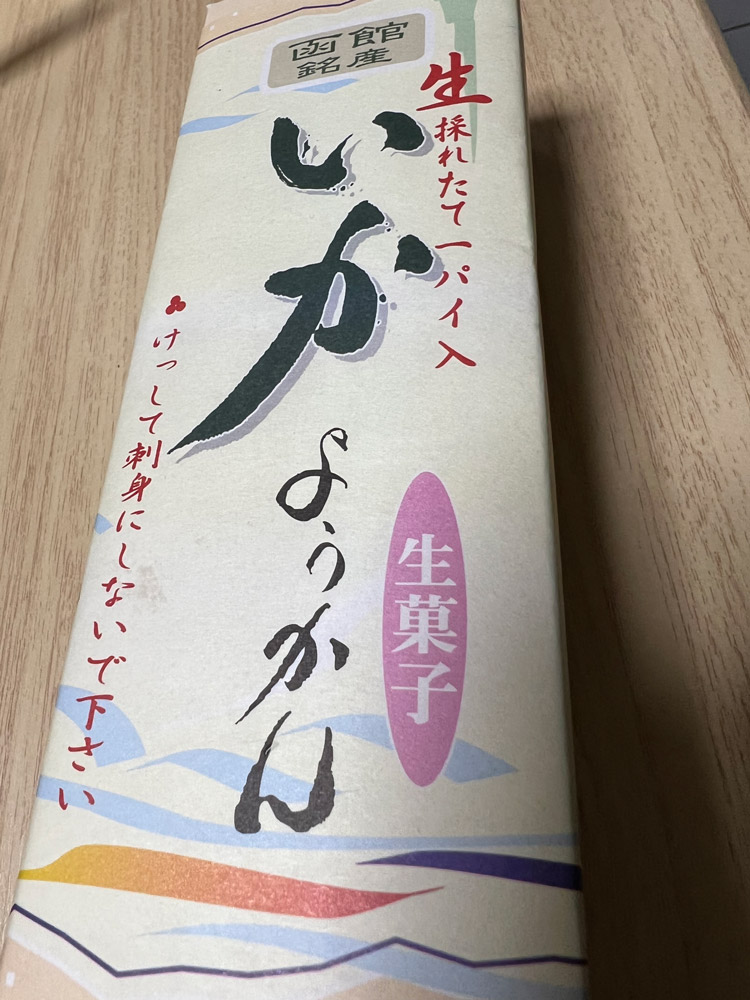 函館
銘産
生採れたて一パイ入
いかようかん
生菓子
けっして刺身にしないで下さい